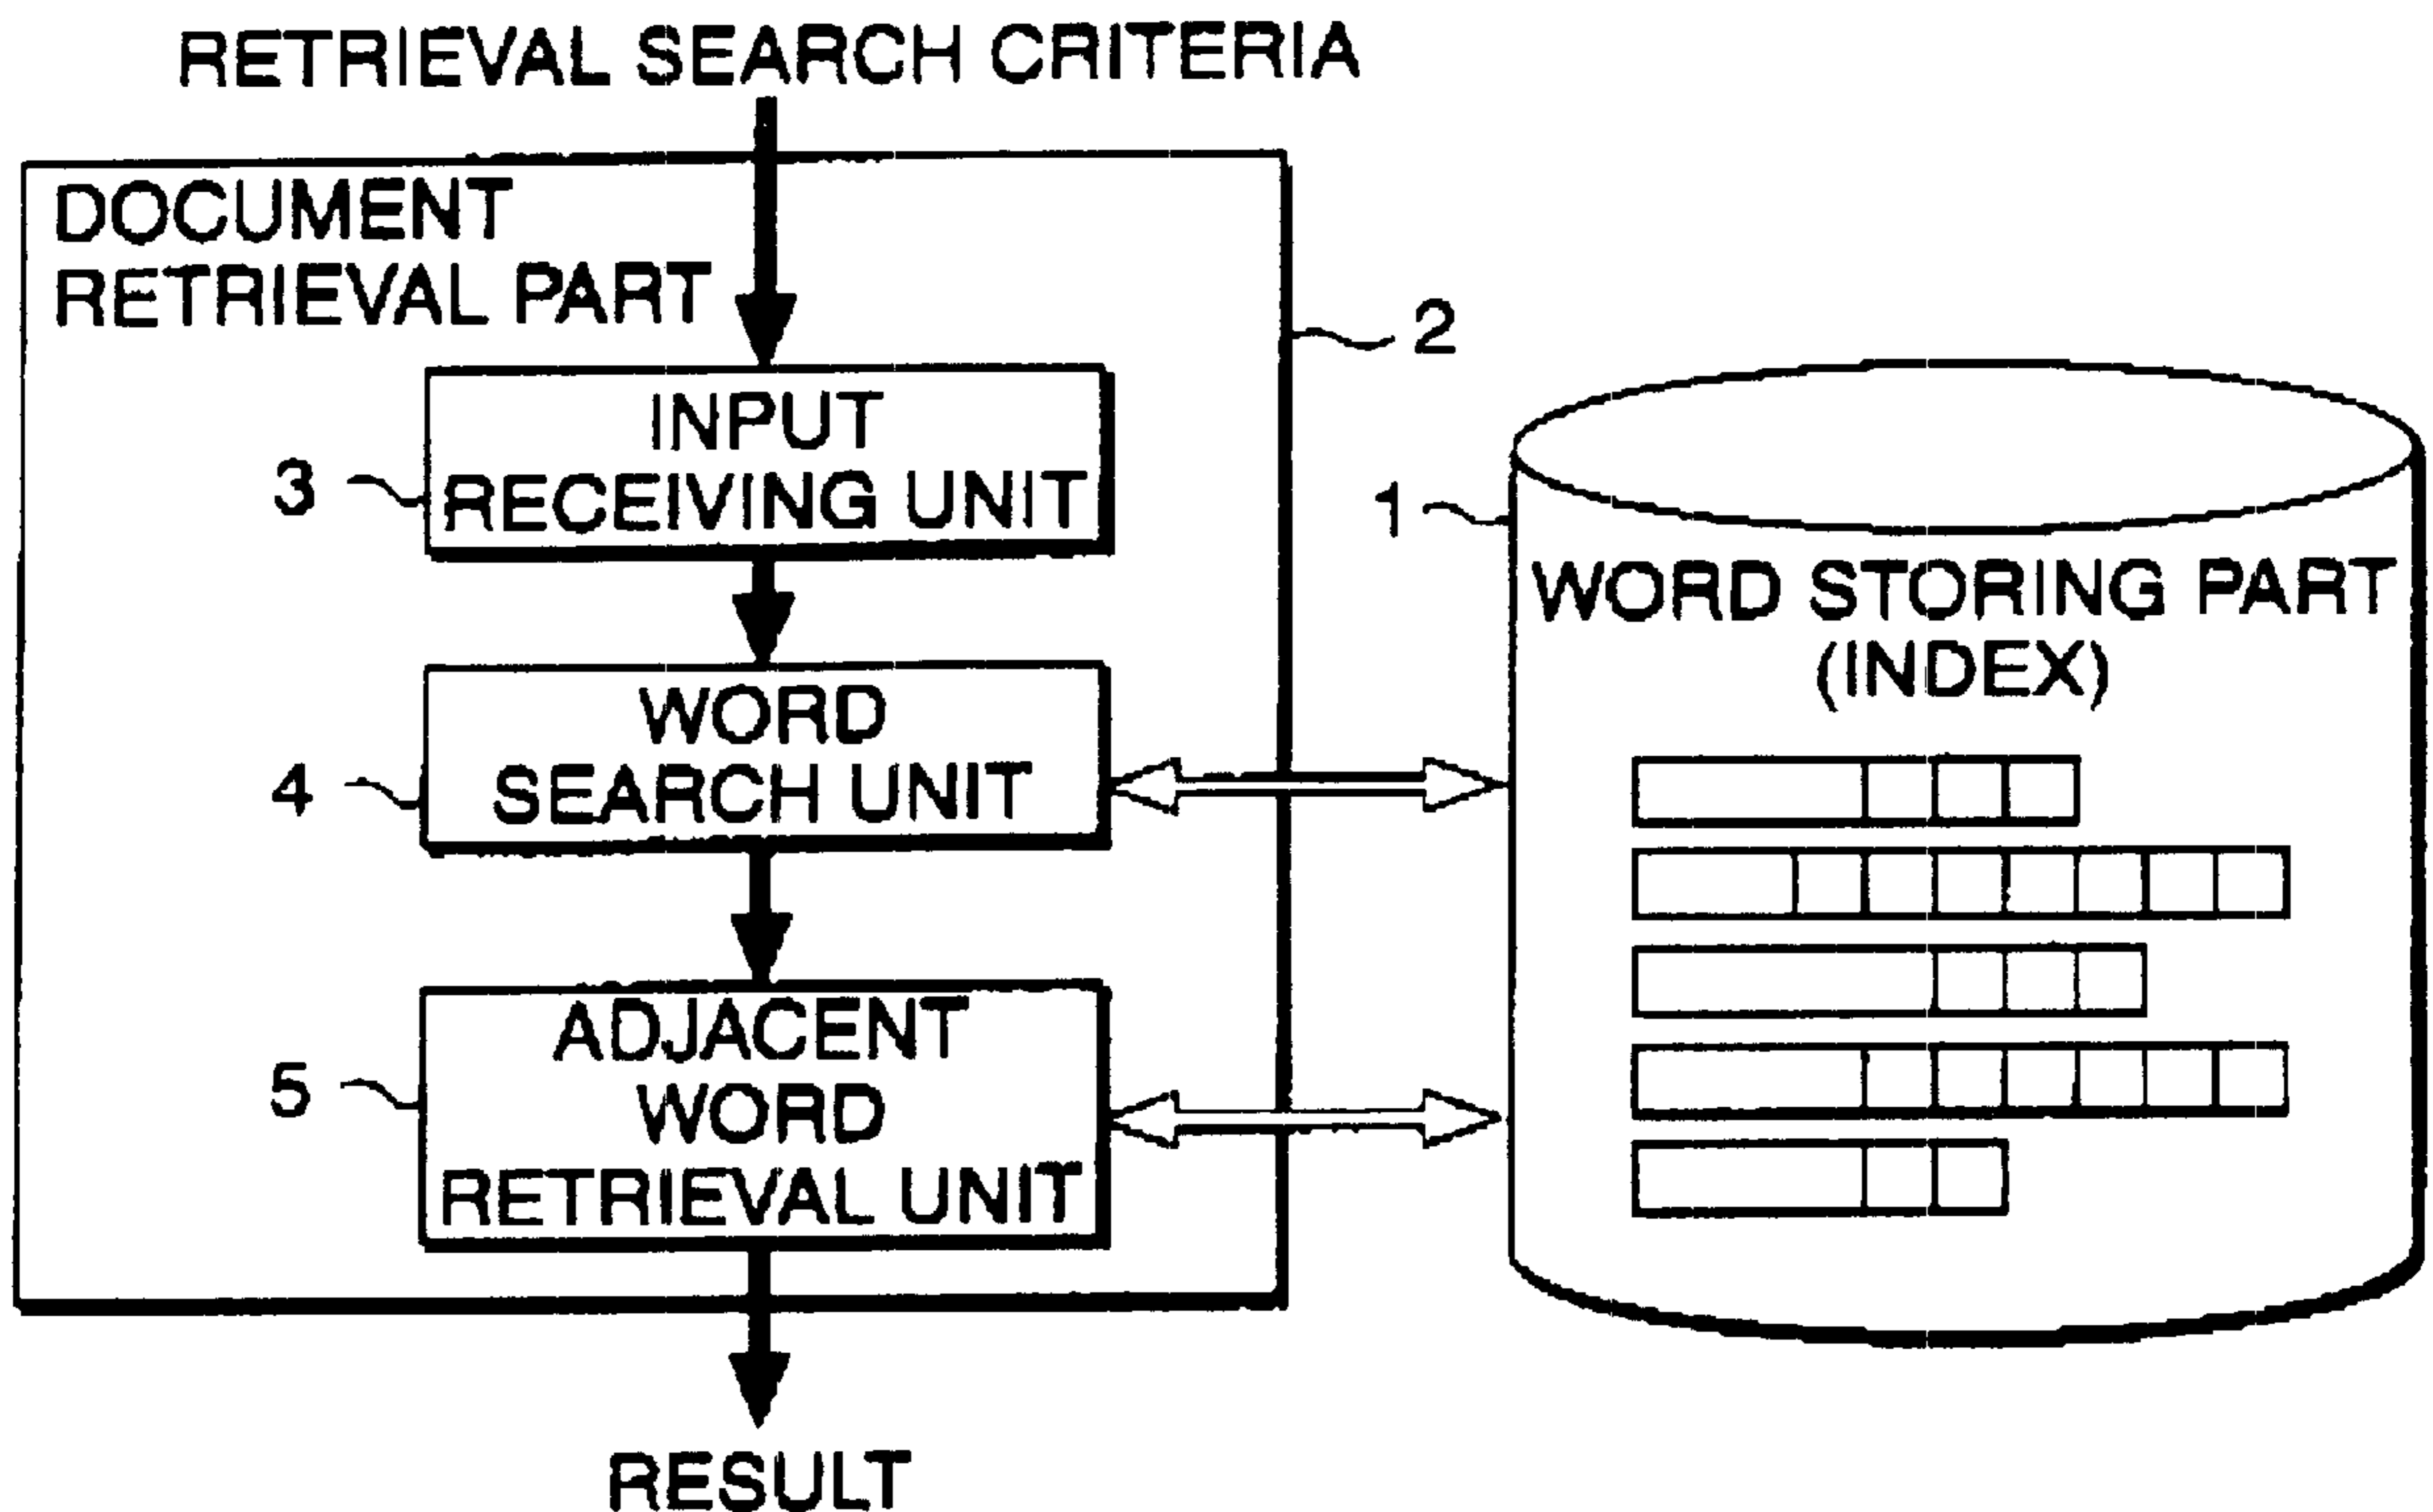 RETRIEVAL SEARCH CRITERIA
DOCUMENT
RETRIEVAL PART
2
INPUT
RECEIVING UNIT
3
1
WORD STORING PART
(INDEX)
WORD
SEARCH UNIT
4
ADJACENT
WORD
RETRIEVAL UNIT
5
RESULT